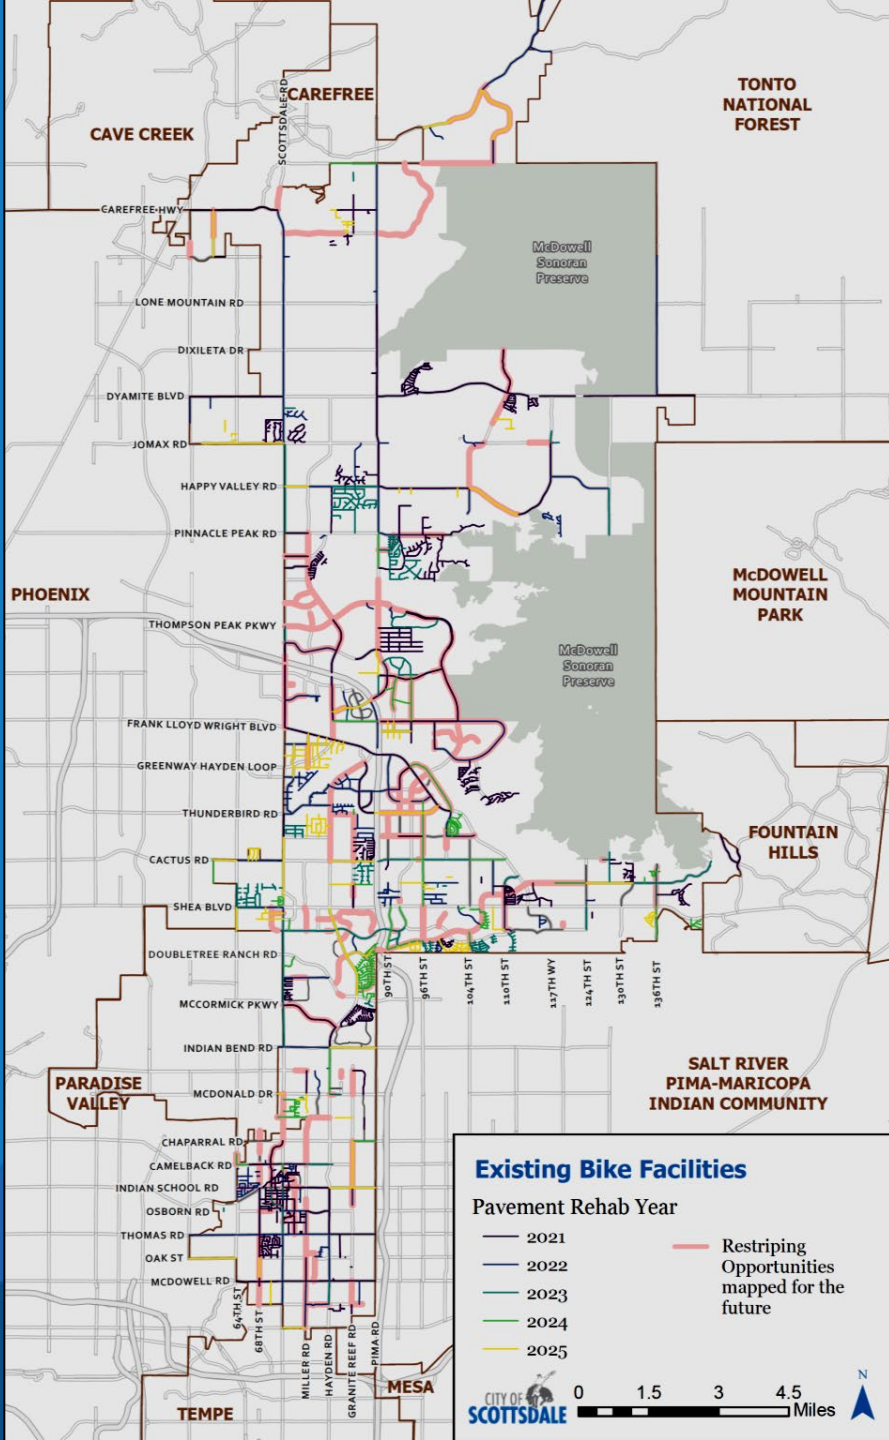 CAREFREE
TONTO
NATIONAL
FOREST
CAVE CREEK
SCOTTSDALE RD
CAREFREE HWY
McDowell
Sonoran
Preserve
LONE MOUNTAIN RD
DIXILETA DR
DYAMITE BLVD
JOMAX RD
HAPPY VALLEY RD
PINNACLE PEAK RD
PHOENIX
McDOWELL
MOUNTAIN
PARK
THOMPSON PEAK PKWY
McDowell
Sonoran
Preserve
FRANK LLOYD WRIGHT BLVD
GREENWAY HAYDEN LOOP
THUNDERBIRD RD
FOUNTAIN
HILLS
CACTUS RD
SHEA BLVD
DOUBLETREE RANCH RD
90TH ST
96TH ST
104TH ST
110TH ST
117TH WY
124TH ST
130TH ST
136TH ST
MCCORMICK PKWY
INDIAN BEND RD
SALT RIVER
PIMA-MARICOPA
INDIAN COMMUNITY
PARADISE
VALLEY
MCDONALD DR
CHAPARRAL RD
CAMELBACK RD
INDIAN SCHOOL RD
OSBORN RD
THOMAS RD
OAK ST
MCDOWELL RD
64TH ST
68TH ST
MILLER RD
HAYDEN RD
GRANITE REEF RD
PIMA RD
MESA
TEMPE
Existing Bike Facilities
Pavement Rehab Year
2021
2022
2023
2024
2025
Restriping
Opportunities
mapped for the
future
CITY OF
SCOTTSDALE
0 1.5 3 4.5
Miles
N